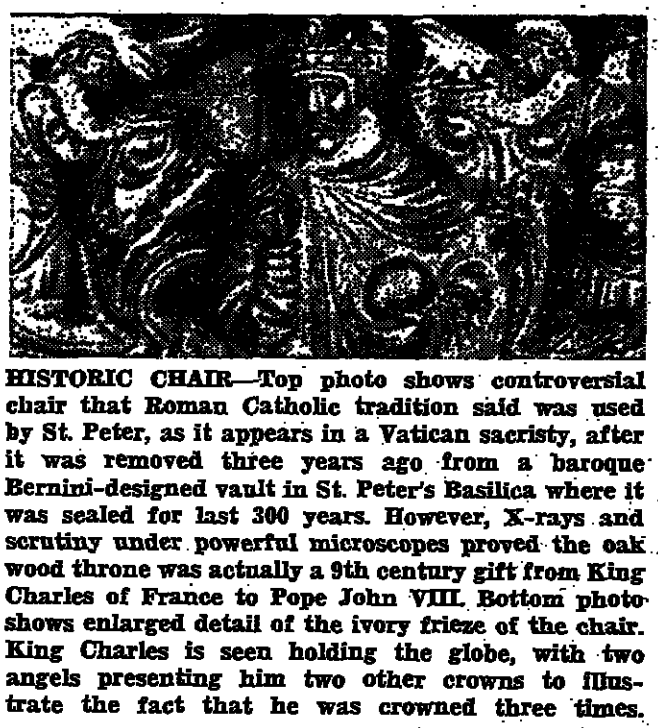 HISTORIC CHAIR—Top photo shows controversial
chair that Roman Catholic tradition said was used
by St. Peter, as it appears in a Vatican sacristy, after
it was removed three years ago from a baroque
Bernini-designed vault in St. Peter's Basilica where it
was sealed for last 300 years. However, X-rays and
scrutiny under powerful microscopes proved the oak
wood throne was actually a 9th century gift from King
Charles of France to Pope John VIII. Bottom photo
shows enlarged detail of the ivory frieze of the chair.
King Charles is seen holding the globe, with two
angels presenting him two other crowns to illus-
trate the fact that he was crowned three times.